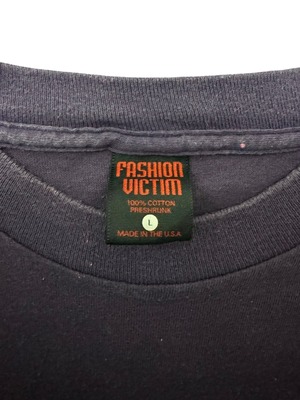 FASHION
VICTIM
100% COTTON
PRESHRUNK
L
MADE IN THE U.S.A